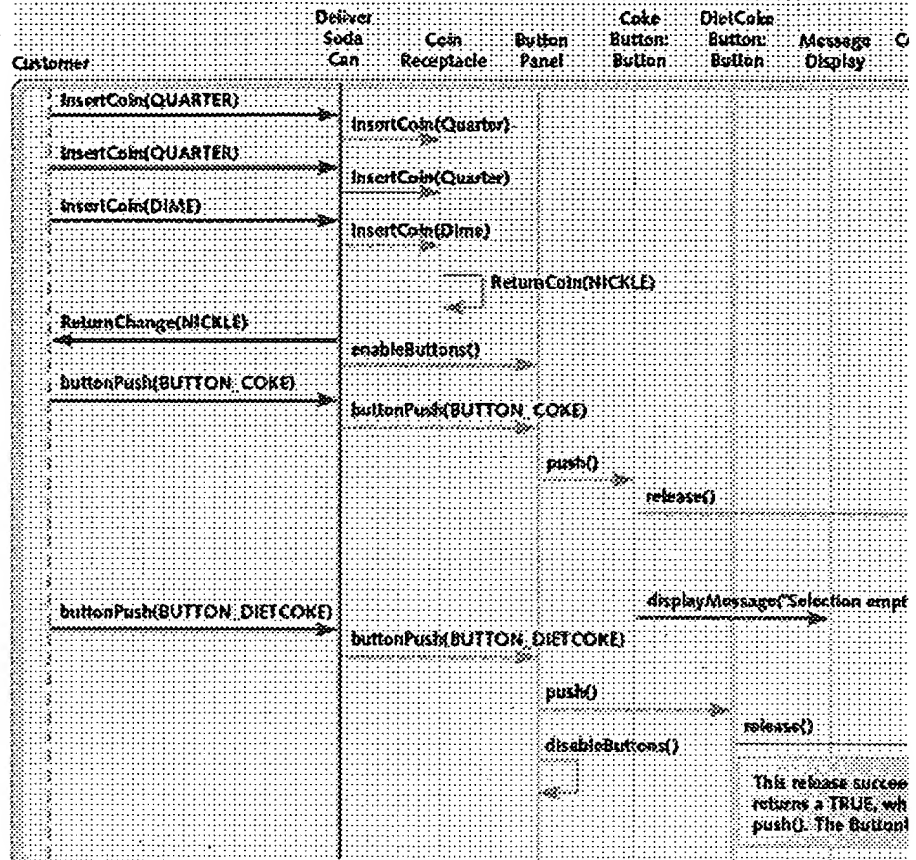 Customer
Deliver
Soda
Can
Coin
Receptacle
Button
Panel
Coke
Button:
Button
DietCoke
Button:
Button
Message
Display
InsertCoin(QUARTER)
InsertCoin(Quarter)
InsertCoin(QUARTER)
InsertCoin(Quarter)
InsertCoin(DIME)
InsertCoin(Dime)
ReturnCoin(NICKLE)
ReturnChange(NICKLE)
enableButtons()
buttonPush(BUTTON_COKE)
buttonPush(BUTTON_COKE)
push()
release()
displayMessage("Selection empt
buttonPush(BUTTON_DIETCOKE)
buttonPush(BUTTON_DIETCOKE)
push()
release()
disableButtons()
This release succee
returns a TRUE, wh
push(). The Button